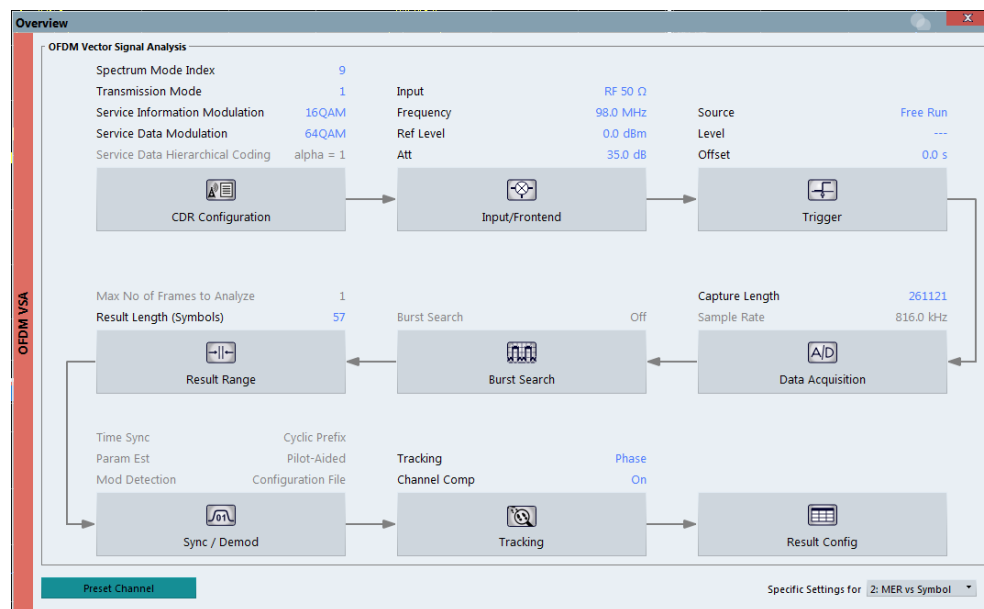 Overview
x
OFDM Vector Signal Analysis
Spectrum Mode Index 9
Transmission Mode 1
Service Information Modulation 16QAM
Service Data Modulation 64QAM
Service Data Hierarchical Coding alpha = 1
CDR Configuration
Input RF 50 Ω
Frequency 98.0 MHz
Ref Level 0.0 dBm
Att 35.0 dB
Input/Frontend
Source Free Run
Level ---
Offset 0.0 s
Trigger
OFDM VSA
Max No of Frames to Analyze 1
Result Length (Symbols) 57
Result Range
Burst Search Off
Burst Search
Capture Length 261121
Sample Rate 816.0 kHz
A/D
Data Acquisition
Time Sync Cyclic Prefix
Param Est Pilot-Aided
Mod Detection Configuration File
01
Sync / Demod
Tracking Phase
Channel Comp On
Tracking
Result Config
Preset Channel
Specific Settings for 2: MER vs Symbol